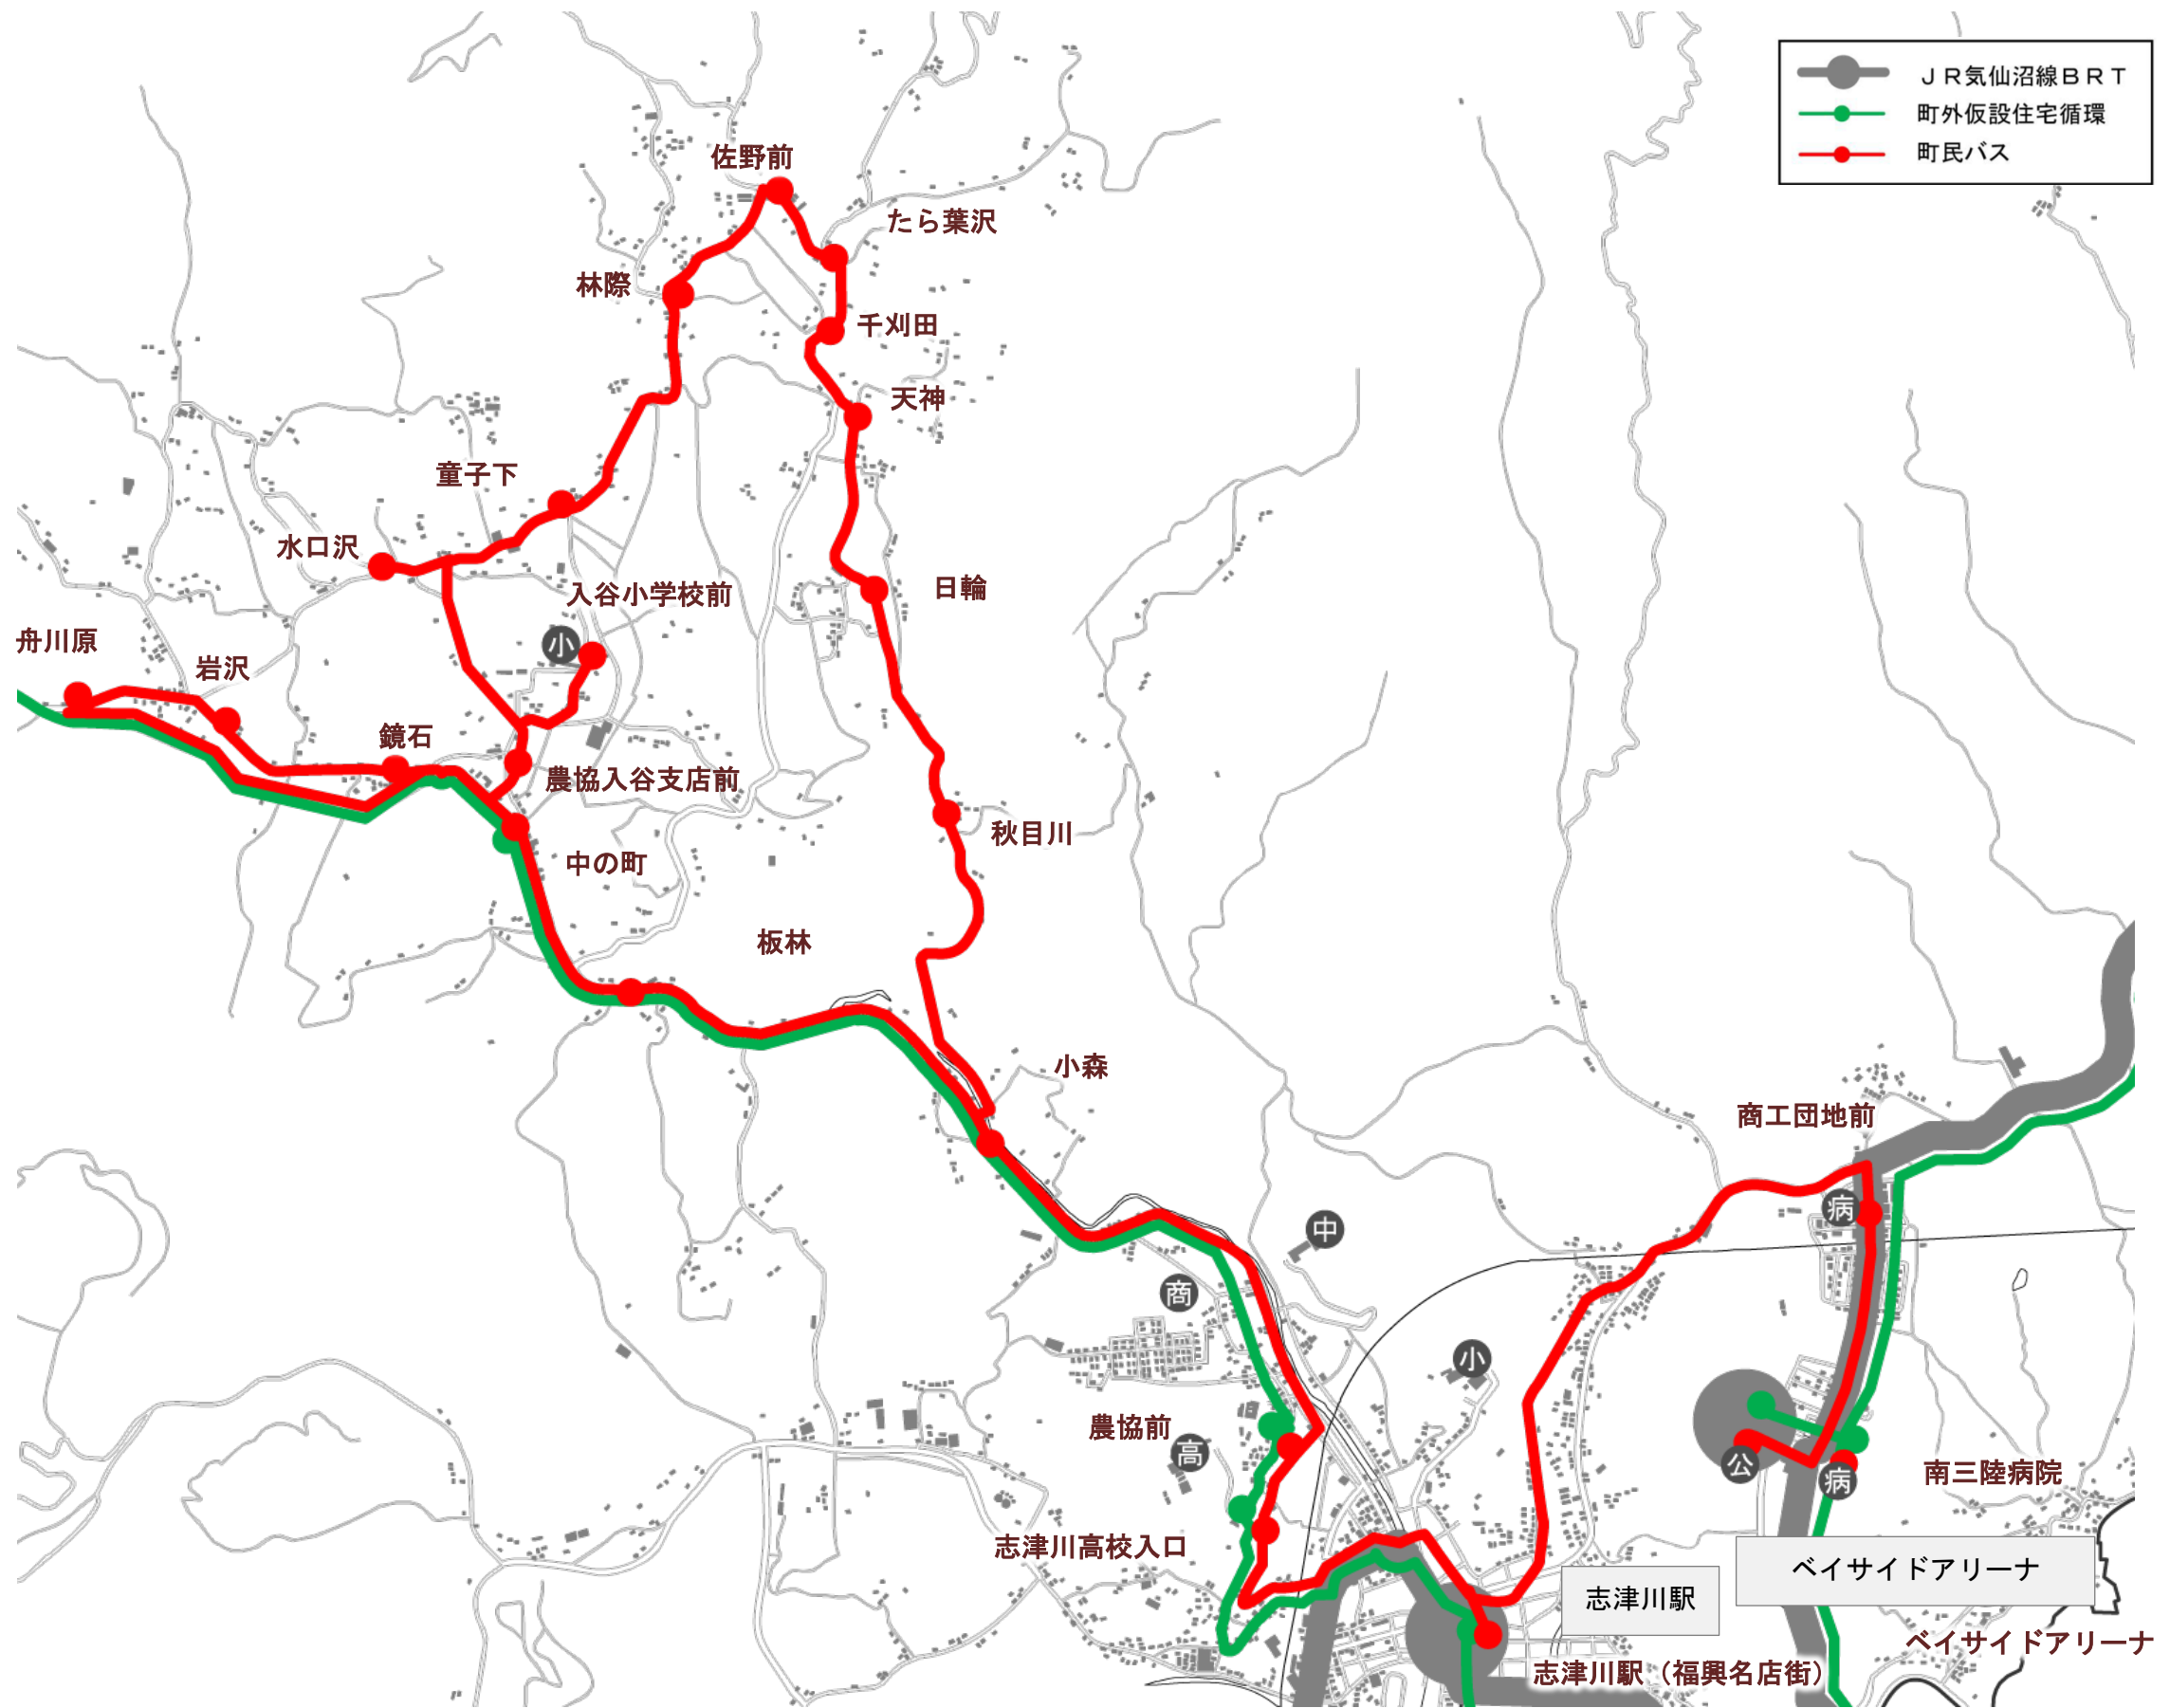 ＪＲ気仙沼線ＢＲＴ
町外仮設住宅循環
町民バス
佐野前
たら葉沢
林際
千刈田
天神
童子下
水口沢
入谷小学校前
日輪
舟川原
小
岩沢
鏡石
農協入谷支店前
秋目川
中の町
板林
小森
商工団地前
病
中
商
小
農協前
高
公
病
南三陸病院
志津川高校入口
ベイサイドアリーナ
志津川駅
ベイサイドアリーナ
志津川駅（福興名店街）